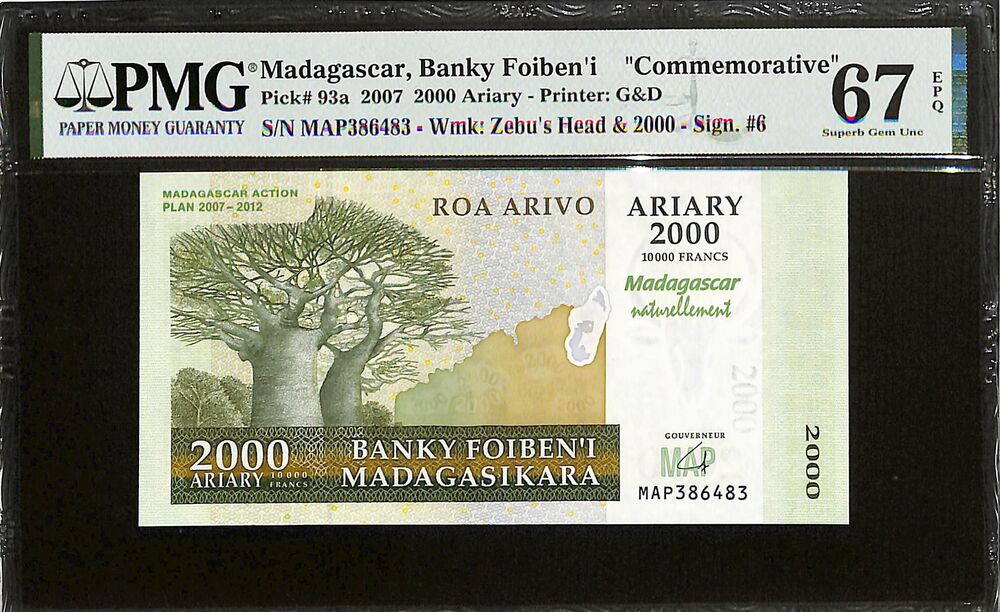 PMG®
PAPER MONEY GUARANTY
Madagascar, Banky Foiben'i "Commemorative"
Pick# 93a 2007 2000 Ariary - Printer: G&D
S/N MAP386483 - Wmk: Zebu's Head & 2000 - Sign. #6
67
EPQ
Superb Gem Unc
MADAGASCAR ACTION
PLAN 2007-2012
ROA ARIVO
ARIARY
2000
10000 FRANCS
Madagascar
naturellement
2000
2000
ARIARY 10000
FRANCS
BANKY FOIBEN'I
MADAGASIKARA
GOUVERNEUR
MAP
MAP386483
2000